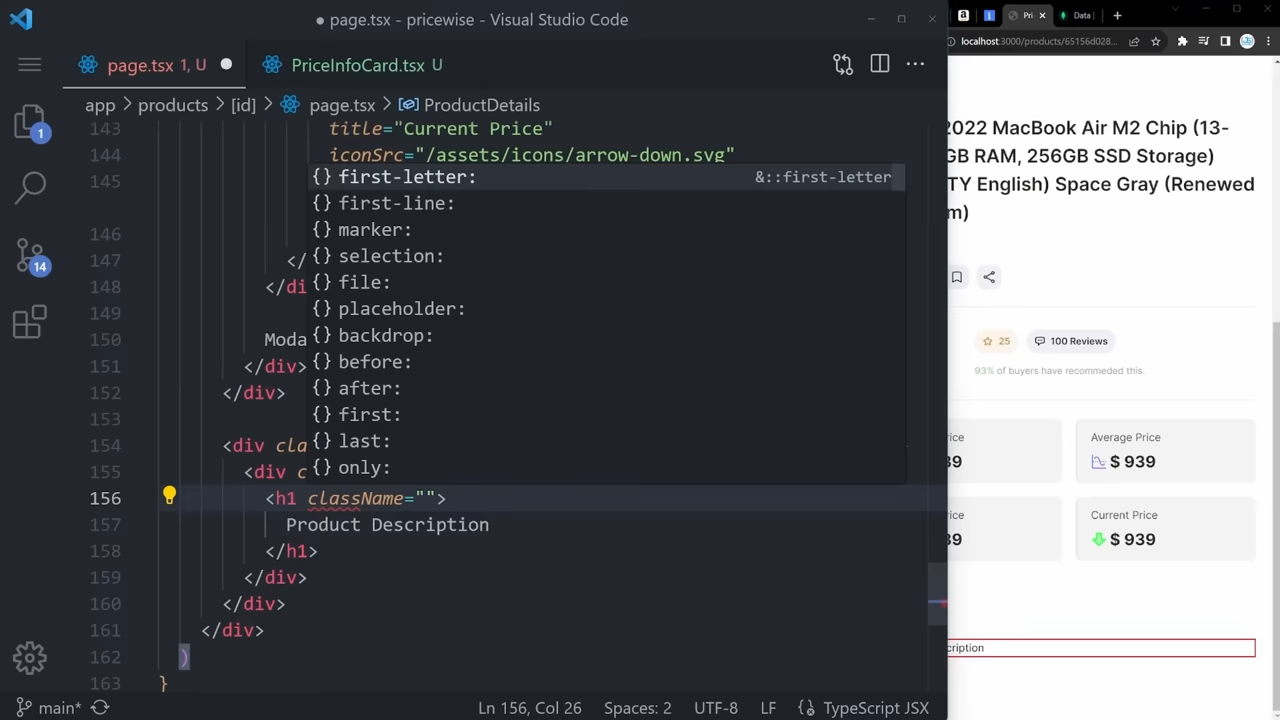 page.tsx - pricewise - Visual Studio Code
page.tsx 1, U
PriceInfoCard.tsx U
app > products > [id] > page.tsx > ProductDetails
143 title="Current Price"
144 iconSrc="/assets/icons/arrow-down.svg"
145
146
147 </
148 </di
149
150 Moda
151 </div>
152 </div>
153
154 <div cla
155 <div c
156 <h1 className="">
157 Product Description
158 </h1>
159 </div>
160 </div>
161 </div>
162 )
163 }
{} first-letter: &::first-letter
{} first-line:
{} marker:
{} selection:
{} file:
{} placeholder:
{} backdrop:
{} before:
{} after:
{} first:
{} last:
{} only:
1
14
main*
Ln 156, Col 26
Spaces: 2
UTF-8
LF
{} TypeScript JSX
Pri
Data |
localhost:3000/products/65156d028...
2022 MacBook Air M2 Chip (13-
GB RAM, 256GB SSD Storage)
TY English) Space Gray (Renewed
m)
25
100 Reviews
93% of buyers have recommeded this.
rice
39
Average Price
$ 939
rice
39
Current Price
$ 939
cription